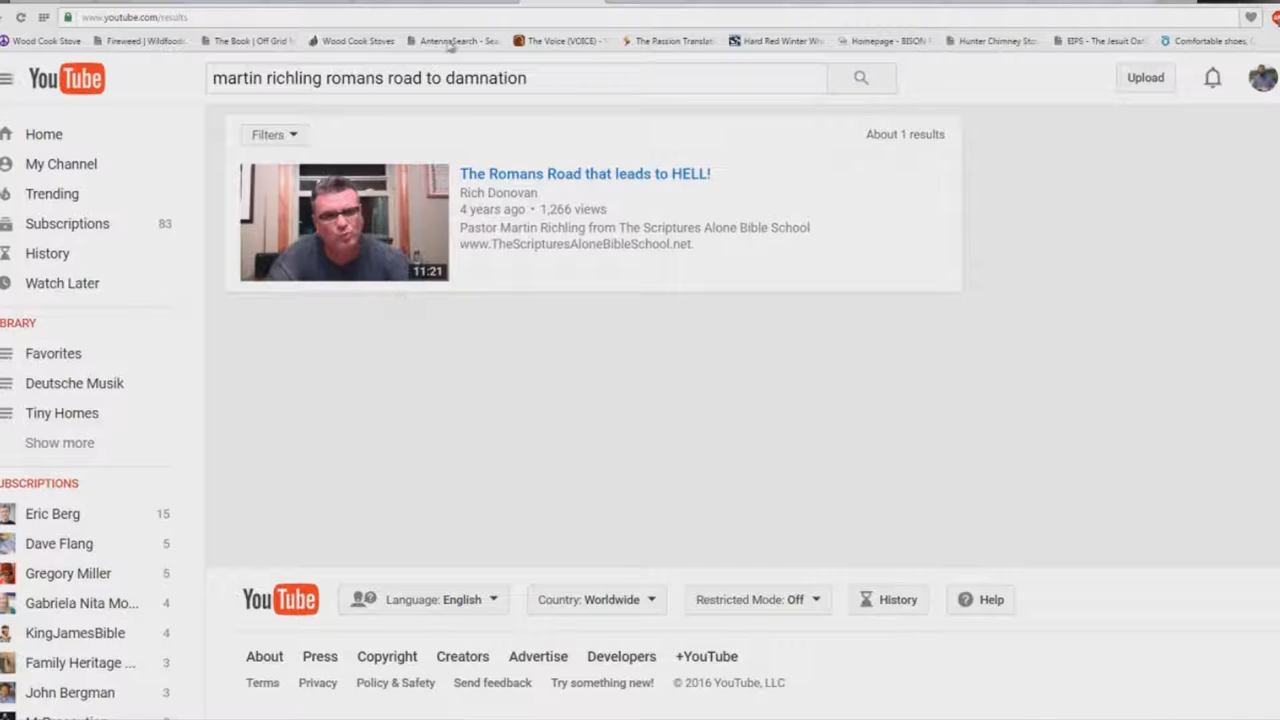 www.youtube.com/results
Wood Cook Stove
Fireweed | Wildfoods
The Book | Off Grid
Wood Cook Stoves
AntennaSearch - Sea
The Voice (VOICE) -
The Passion Translat
Hard Red Winter Wh
Homepage - BISON
Hunter Chimney Sto
EIPS - The Jesuit Oat
Comfortable shoes,
YouTube
martin richling romans road to damnation
Upload
Home
My Channel
Trending
Subscriptions 83
History
Watch Later
BRARY
Favorites
Deutsche Musik
Tiny Homes
Show more
UBSCRIPTIONS
Eric Berg 15
Dave Flang 5
Gregory Miller 5
Gabriela Nita Mo... 4
KingJamesBible 4
Family Heritage ... 3
John Bergman 3
Filters
About 1 results
The Romans Road that leads to HELL!
Rich Donovan
4 years ago • 1,266 views
Pastor Martin Richling from The Scriptures Alone Bible School
www.TheScripturesAloneBibleSchool.net.
11:21
YouTube
Language: English
Country: Worldwide
Restricted Mode: Off
History
Help
About Press Copyright Creators Advertise Developers +YouTube
Terms Privacy Policy & Safety Send feedback Try something new! © 2016 YouTube, LLC